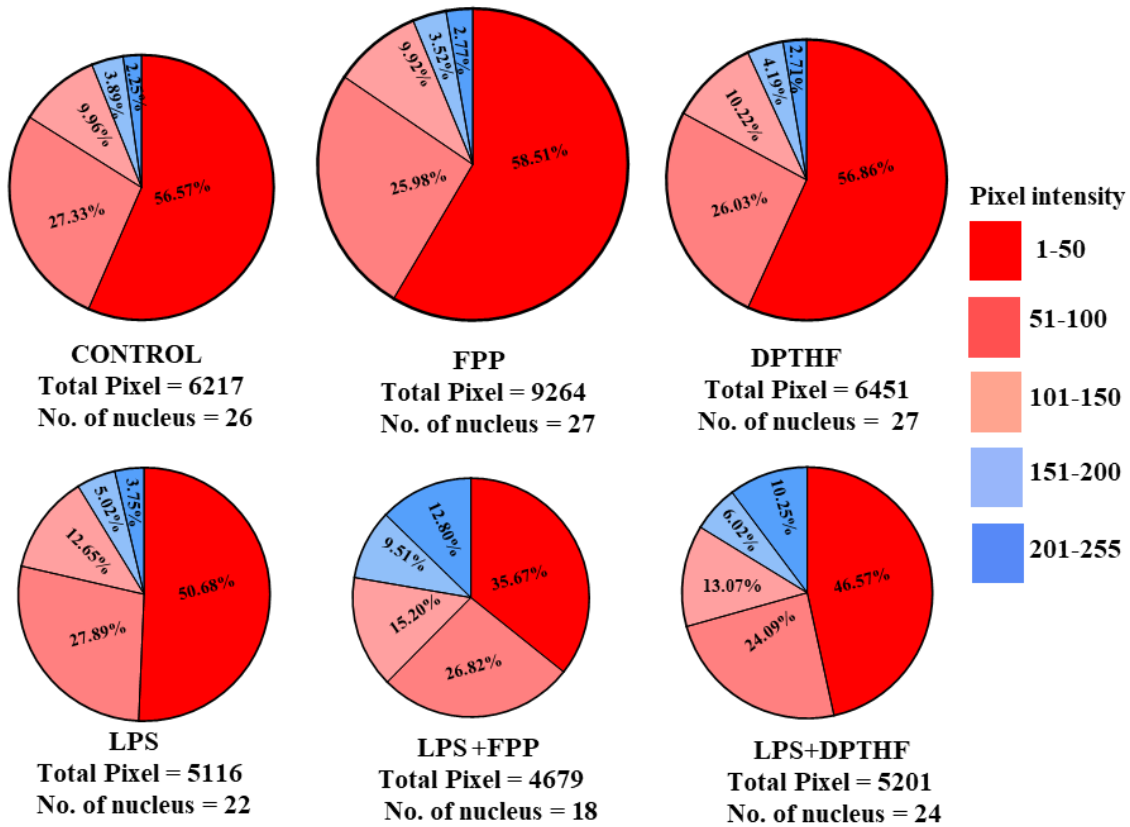 2.25%
3.89%
9.96%
27.33%
56.57%
CONTROL
Total Pixel = 6217
No. of nucleus = 26
2.77%
3.52%
9.92%
25.98%
58.51%
FPP
Total Pixel = 9264
No. of nucleus = 27
2.71%
4.19%
10.22%
26.03%
56.86%
DPTHF
Total Pixel = 6451
No. of nucleus = 27
Pixel intensity
1-50
51-100
101-150
151-200
201-255
3.75%
5.02%
12.65%
27.89%
50.68%
LPS
Total Pixel = 5116
No. of nucleus = 22
12.80%
9.51%
15.20%
26.82%
35.67%
LPS +FPP
Total Pixel = 4679
No. of nucleus = 18
10.25%
6.02%
13.07%
24.09%
46.57%
LPS+DPTHF
Total Pixel = 5201
No. of nucleus = 24